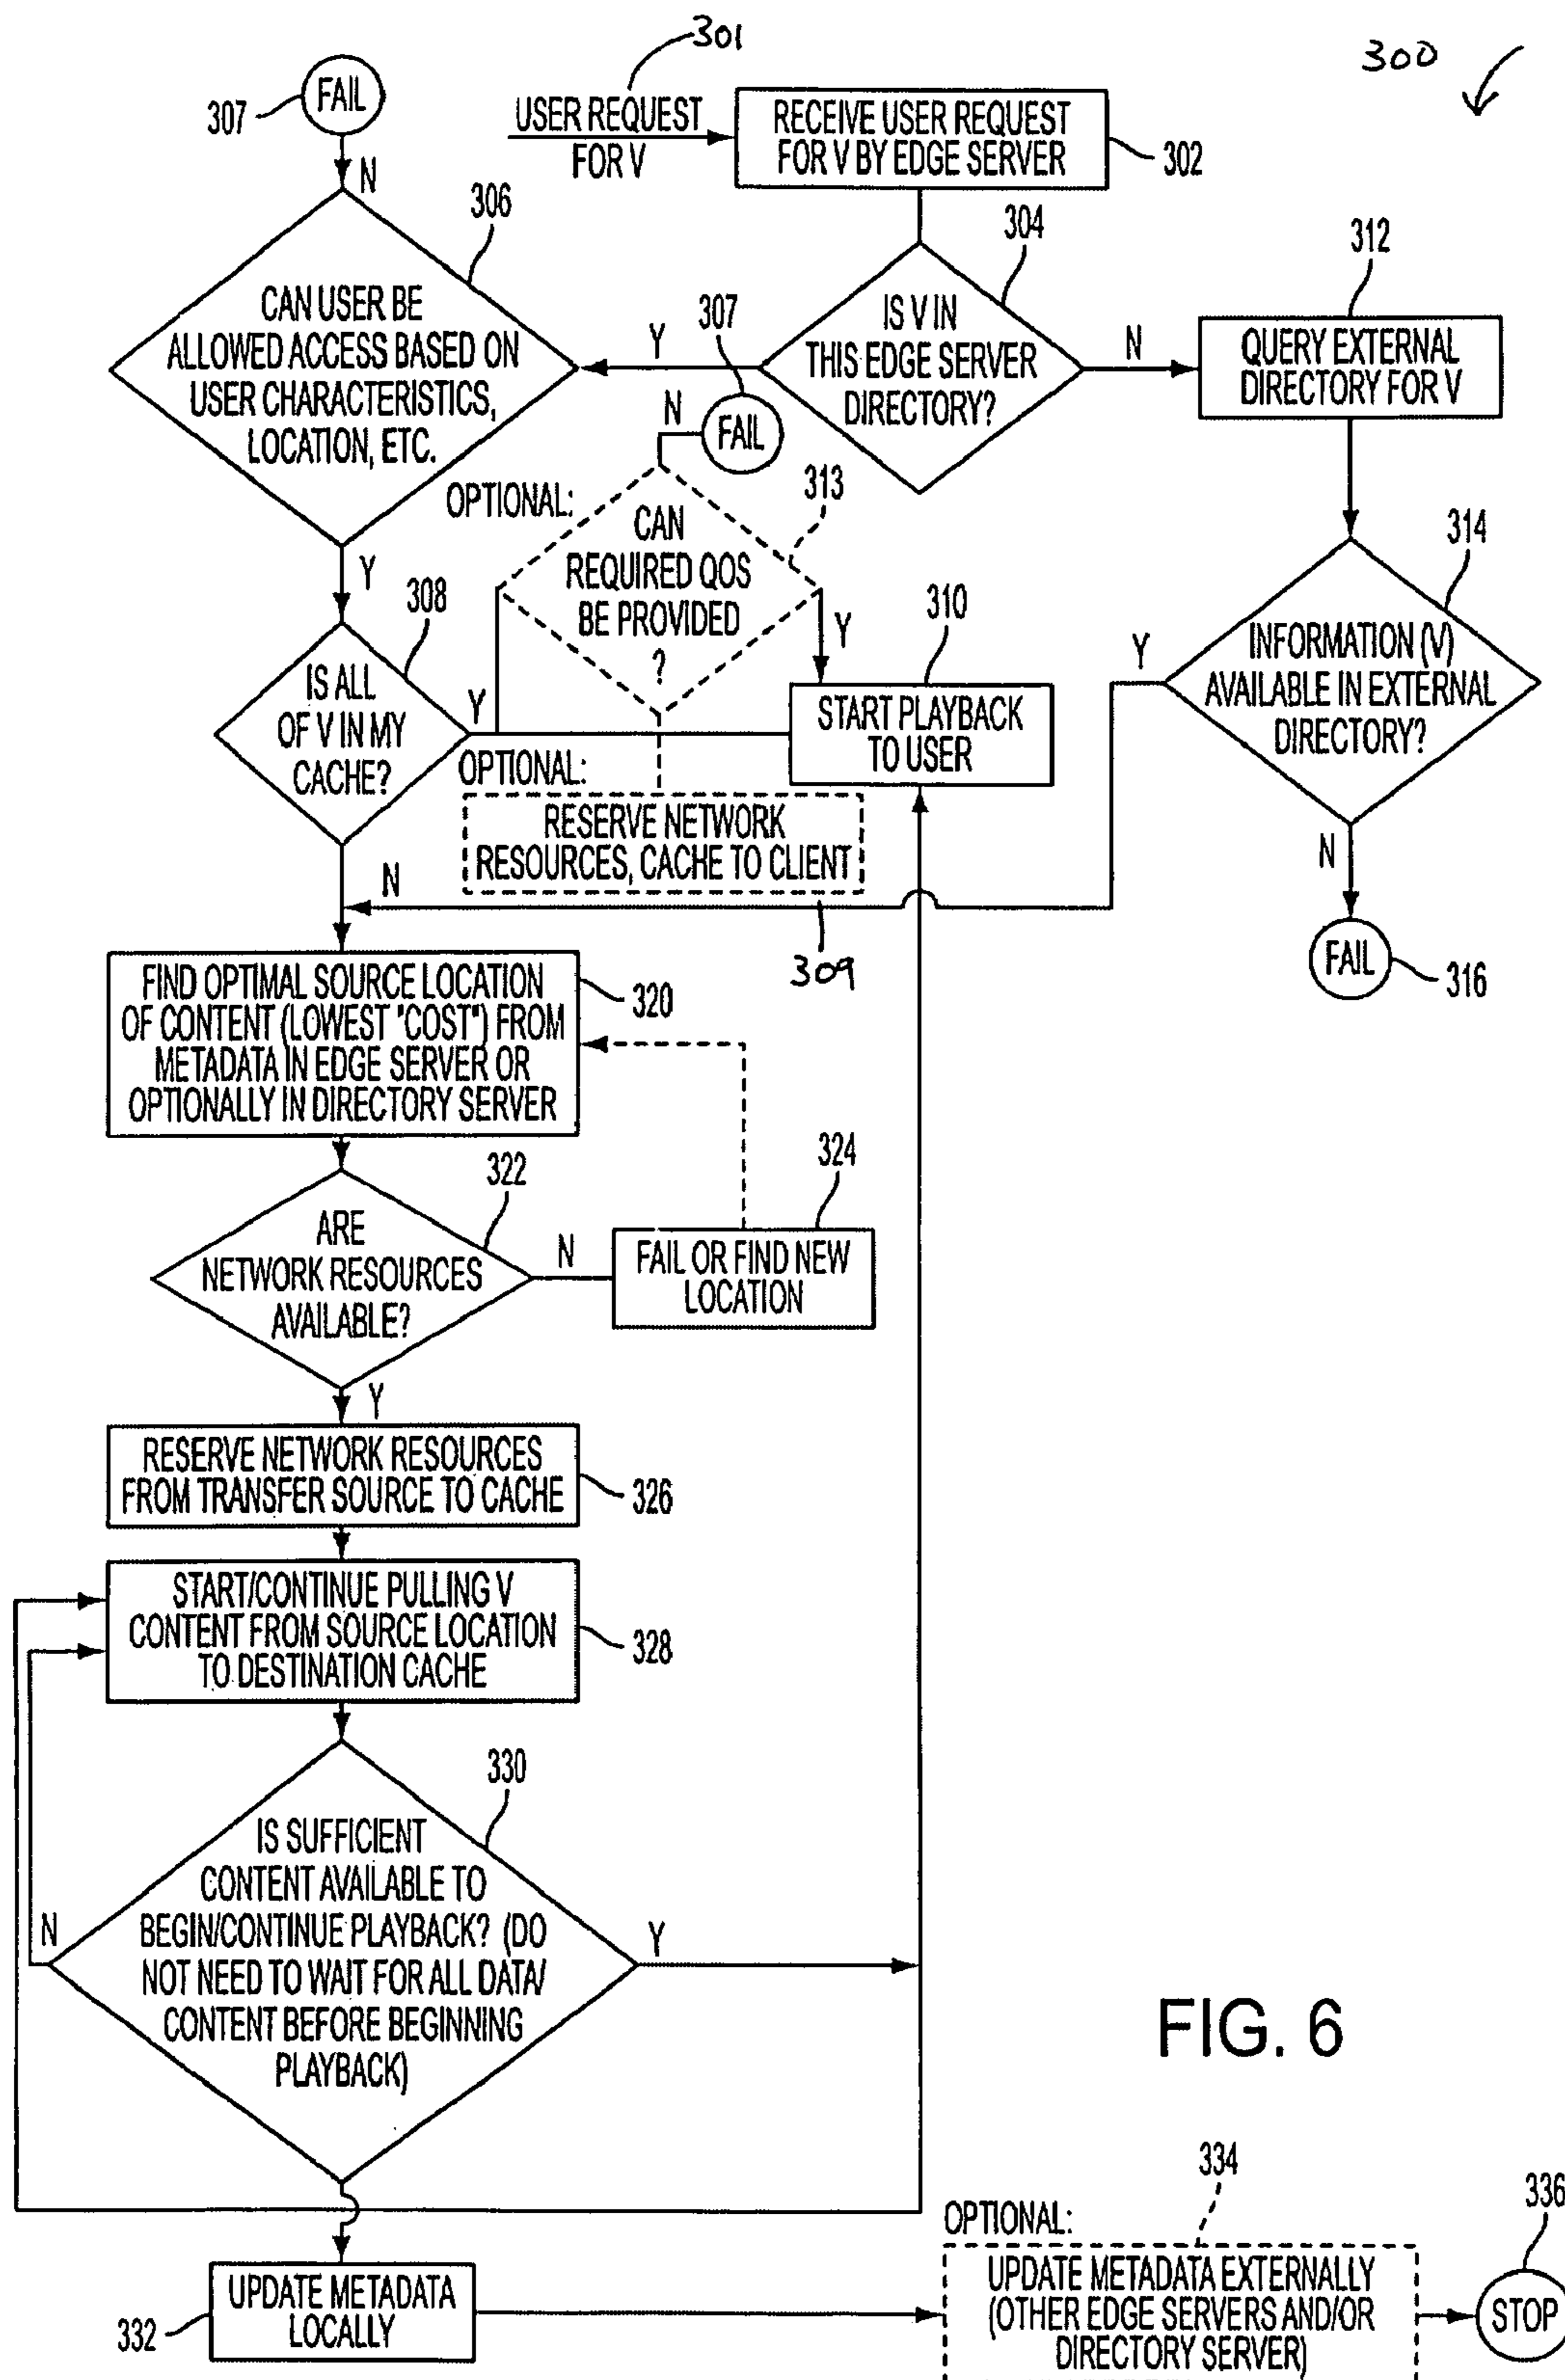 301
300
307
FAIL
USER REQUEST
FOR V
RECEIVE USER REQUEST
FOR V BY EDGE SERVER
302
N
306
304
312
CAN USER BE
ALLOWED ACCESS BASED ON
USER CHARACTERISTICS,
LOCATION, ETC.
Y
307
IS V IN
THIS EDGE SERVER
DIRECTORY?
N
QUERY EXTERNAL
DIRECTORY FOR V
N
FAIL
OPTIONAL:
313
CAN
REQUIRED QOS
BE PROVIDED
?
314
Y
308
310
Y
IS ALL
OF V IN MY
CACHE?
Y
START PLAYBACK
TO USER
Y
INFORMATION (V)
AVAILABLE IN EXTERNAL
DIRECTORY?
OPTIONAL:
RESERVE NETWORK
RESOURCES, CACHE TO CLIENT
N
N
309
FAIL
316
FIND OPTIMAL SOURCE LOCATION
OF CONTENT (LOWEST "COST") FROM
METADATA IN EDGE SERVER OR
OPTIONALLY IN DIRECTORY SERVER
320
322
324
ARE
NETWORK RESOURCES
AVAILABLE?
N
FAIL OR FIND NEW
LOCATION
Y
RESERVE NETWORK RESOURCES
FROM TRANSFER SOURCE TO CACHE
326
START/CONTINUE PULLING V
CONTENT FROM SOURCE LOCATION
TO DESTINATION CACHE
328
330
IS SUFFICIENT
CONTENT AVAILABLE TO
BEGIN/CONTINUE PLAYBACK? (DO
NOT NEED TO WAIT FOR ALL DATA/
CONTENT BEFORE BEGINNING
PLAYBACK)
N
Y
FIG. 6
334
336
OPTIONAL:
UPDATE METADATA
LOCALLY
332
UPDATE METADATA EXTERNALLY
(OTHER EDGE SERVERS AND/OR
DIRECTORY SERVER)
STOP